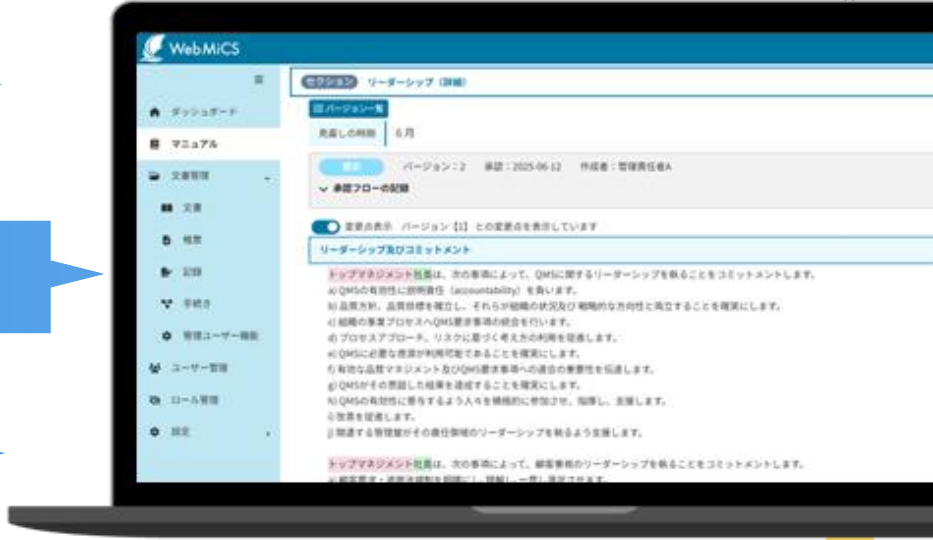 WebMiCS
ダッシュボード
マニュアル
文書管理
文書
帳票
記録
手続き
管理ユーザー機能
ユーザー管理
ロール管理
設定
セクション リーダーシップ（詳細）
バージョン一覧
見直しの時期 6月
バージョン：2 承認：2025-06-12 作成者：管理責任者A
承認フローの記録
変更点表示 バージョン【1】との変更点を表示しています
リーダーシップ及びコミットメント
トップマネジメント社長は、次の事項によって、QMSに関するリーダーシップを執ることをコミットメントします。
a) QMSの有効性に説明責任（accountability）を負います。
b) 品質方針、品質目標を確立し、それらが組織の状況及び戦略的な方向性と両立することを確実にします。
c) 組織の事業プロセスへQMS要求事項の統合を行います。
d) プロセスアプローチ、リスクに基づく考え方の利用を促進します。
e) QMSに必要な資源が利用可能であることを確実にします。
f) 有効な品質マネジメント及びQMS要求事項への適合の重要性を伝達します。
g) QMSがその意図した結果を達成することを確実にします。
h) QMSの有効性に寄与するよう人々を積極的に参加させ、指揮し、支援します。
i) 改善を促進します。
j) 関連する管理層がその責任領域のリーダーシップを執るよう支援します。
トップマネジメント社長は、次の事項によって、顧客重視のリーダーシップを執ることをコミットメントします。